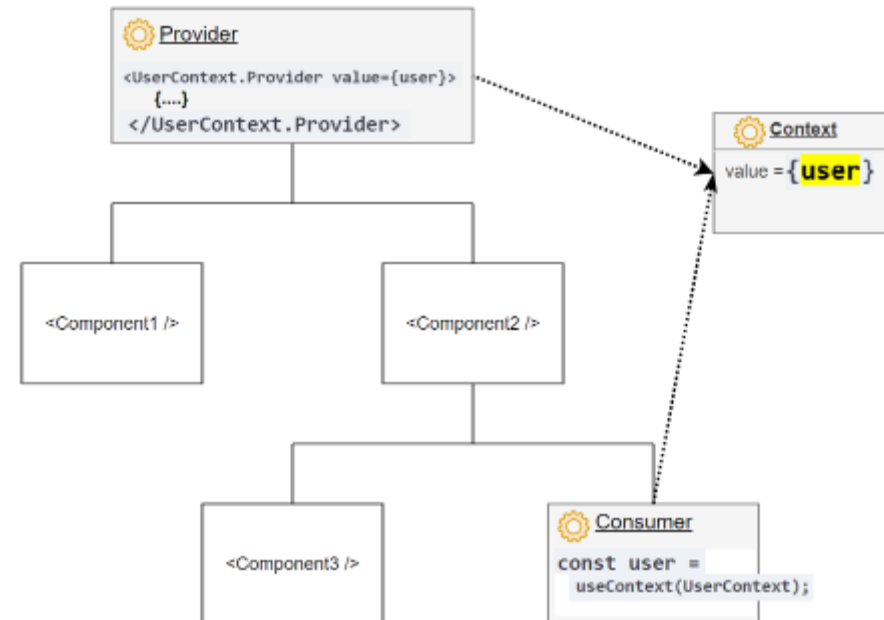 Provider
<UserContext.Provider value={user}>
{....}
</UserContext.Provider>
Context
value = {user}
<Component1 />
<Component2 />
<Component3 />
Consumer
const user =
useContext(UserContext);